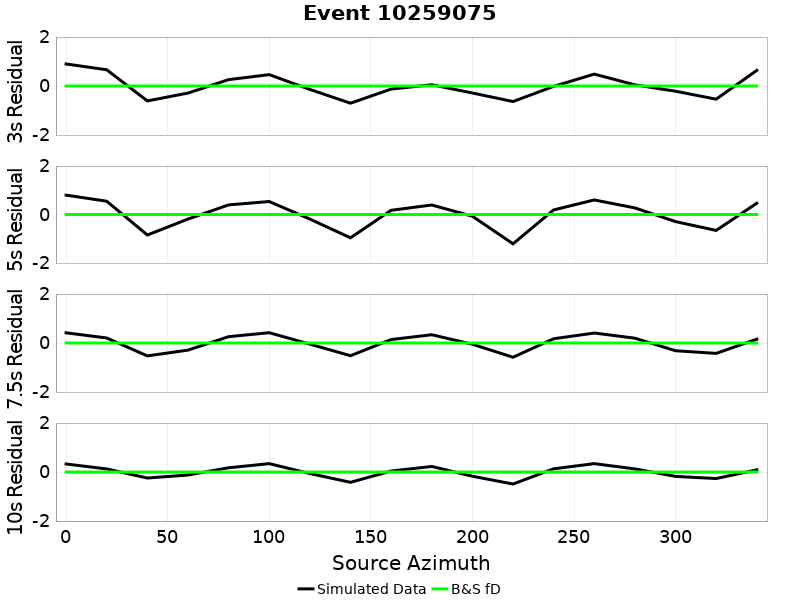 Event 10259075
3s Residual
2
0
-2
5s Residual
2
0
-2
7.5s Residual
2
0
-2
10s Residual
2
0
-2
0 50 100 150 200 250 300
Source Azimuth
Simulated Data B&S fD